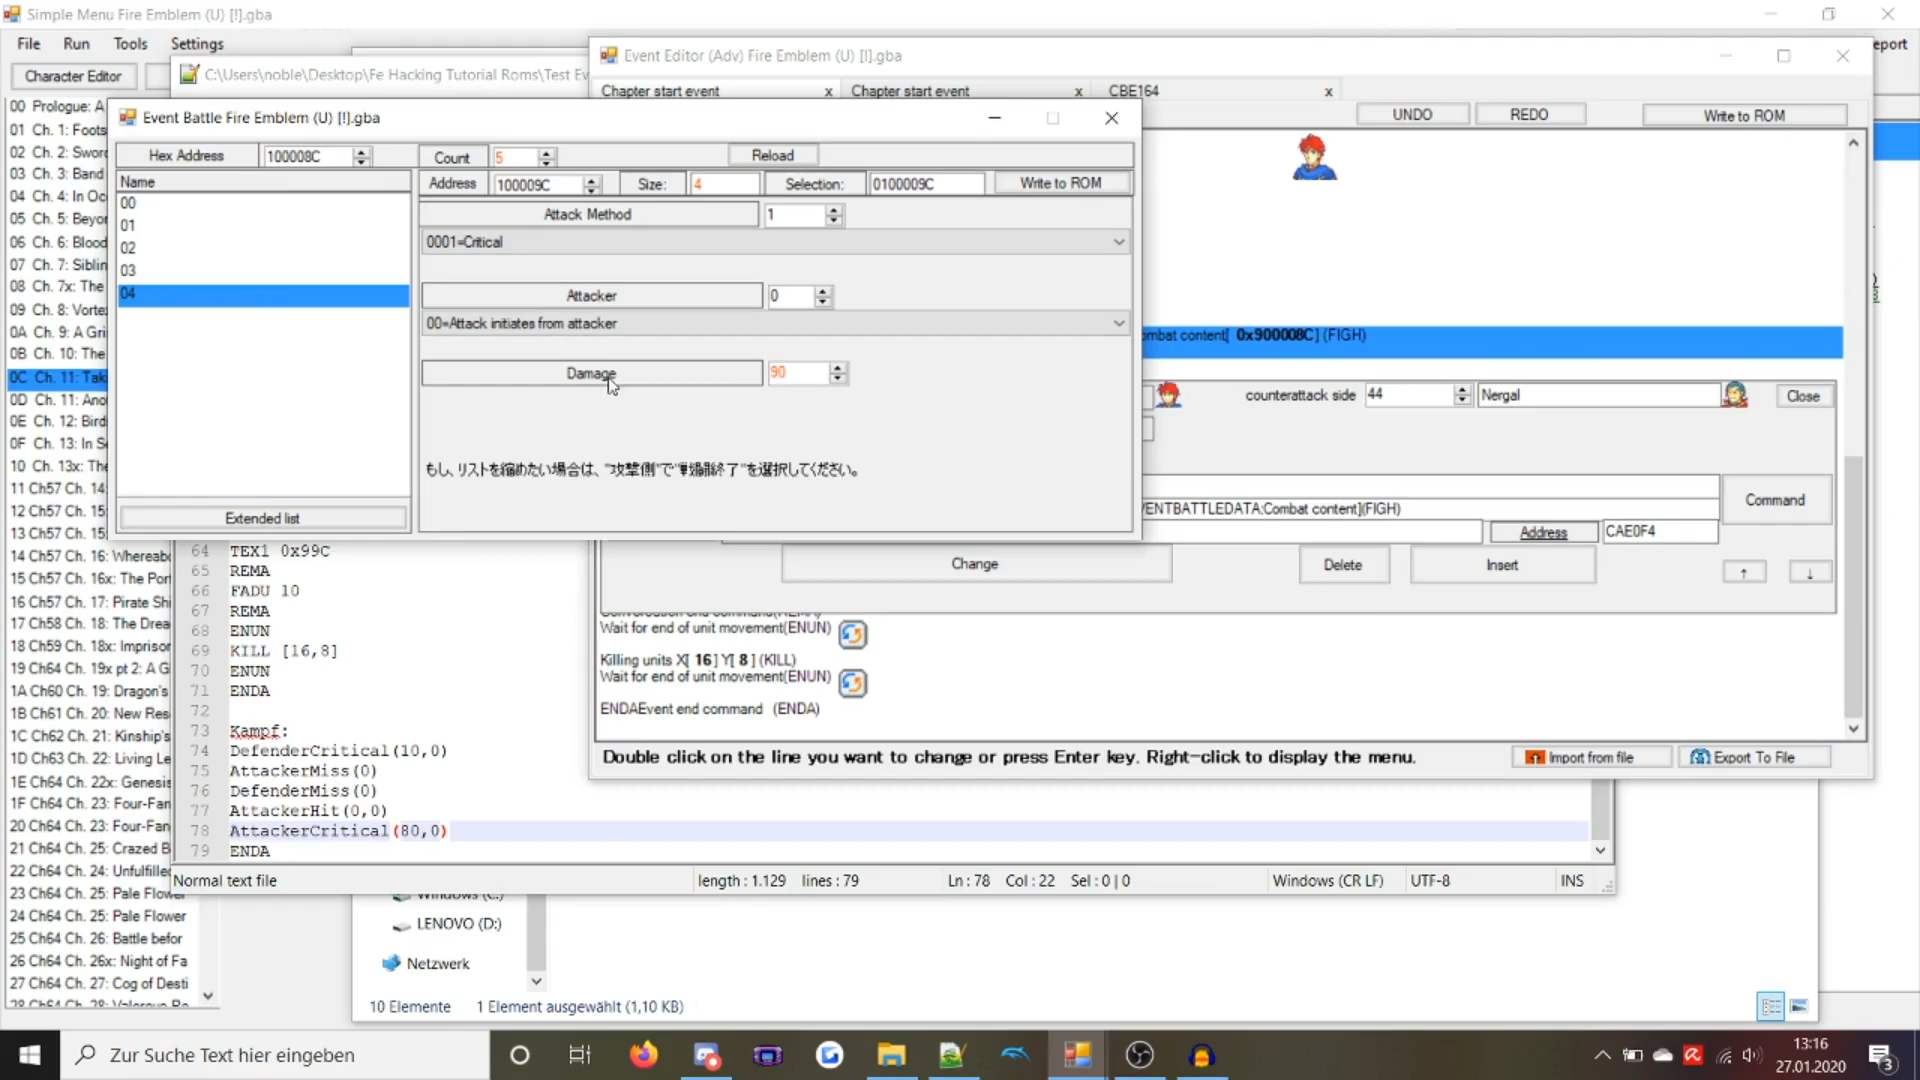 Simple Menu Fire Emblem (U) [!].gba
File Run Tools Settings
Character Editor
C:\Users\noble\Desktop\Fe Hacking Tutorial Roms\Test Ev
Event Editor (Adv) Fire Emblem (U) [!].gba
eport
Chapter start event x Chapter start event x CBE164 x
UNDO REDO Write to ROM
00 Prologue: A
01 Ch. 1: Foots
02 Ch. 2: Sword
03 Ch. 3: Band
04 Ch. 4: In Oc
05 Ch. 5: Beyor
06 Ch. 6: Blood
07 Ch. 7: Siblin
08 Ch. 7x: The
09 Ch. 8: Vorte
0A Ch. 9: A Gri
0B Ch. 10: The
0C Ch. 11: Tak
0D Ch. 11: Ano
0E Ch. 12: Bird
0F Ch. 13: In S
10 Ch. 13x: The
11 Ch57 Ch. 14:
12 Ch57 Ch. 15:
13 Ch57 Ch. 15:
14 Ch57 Ch. 16: Whereabo
15 Ch57 Ch. 16x: The Por
16 Ch57 Ch. 17: Pirate Shi
17 Ch58 Ch. 18: The Drea
18 Ch59 Ch. 18x: Imprisor
19 Ch64 Ch. 19x pt 2: A G
1A Ch60 Ch. 19: Dragon's
1B Ch61 Ch. 20: New Res
1C Ch62 Ch. 21: Kinship's
1D Ch63 Ch. 22: Living Le
1E Ch64 Ch. 22x: Genesis
1F Ch64 Ch. 23: Four-Fan
20 Ch64 Ch. 23: Four-Fan
21 Ch64 Ch. 25: Crazed B
22 Ch64 Ch. 24: Unfulfilled
23 Ch64 Ch. 25: Pale Flower
24 Ch64 Ch. 25: Pale Flower
25 Ch64 Ch. 26: Battle befor
26 Ch64 Ch. 26x: Night of Fa
27 Ch64 Ch. 27: Cog of Desti
28 Ch64 Ch. 28: Valorous Ro
Event Battle Fire Emblem (U) [!].gba
Hex Address 100008C Count 5 Reload
Name
Address 100009C Size: 4 Selection: 0100009C Write to ROM
00
01
02
03
04
Attack Method 1
0001=Critical
Attacker 0
00=Attack initiates from attacker
Damage 90
もし、リストを縮めたい場合は、
を選択してください。
Extended list
ombat content[ 0x900008C] (FIGH)
counterattack side 44 Nergal Close
Command
ENTBATTLEDATA:Combat content](FIGH)
Address CAE0F4
Change Delete Insert ↑ ↓
Wait for end of unit movement(ENUN)
Killing units X[ 16 ] Y[ 8 ] (KILL)
Wait for end of unit movement(ENUN)
ENDAEvent end command (ENDA)
Double click on the line you want to change or press Enter key. Right-click to display the menu.
Import from file Export To File
64 TEX1 0x99C
65 REMA
66 FADU 10
67 REMA
68 ENUN
69 KILL [16,8]
70 ENUN
71 ENDA
72
73 Kampf:
74 DefenderCritical(10,0)
75 AttackerMiss(0)
76 DefenderMiss(0)
77 AttackerHit(0,0)
78 AttackerCritical(80,0)
79 ENDA
Normal text file length : 1.129 lines : 79 Ln : 78 Col : 22 Sel : 0 | 0 Windows (CR LF) UTF-8 INS
Windows (C:)
LENOVO (D:)
Netzwerk
10 Elemente 1 Element ausgewählt (1,10 KB)
Zur Suche Text hier eingeben
13:16
27.01.2020
3